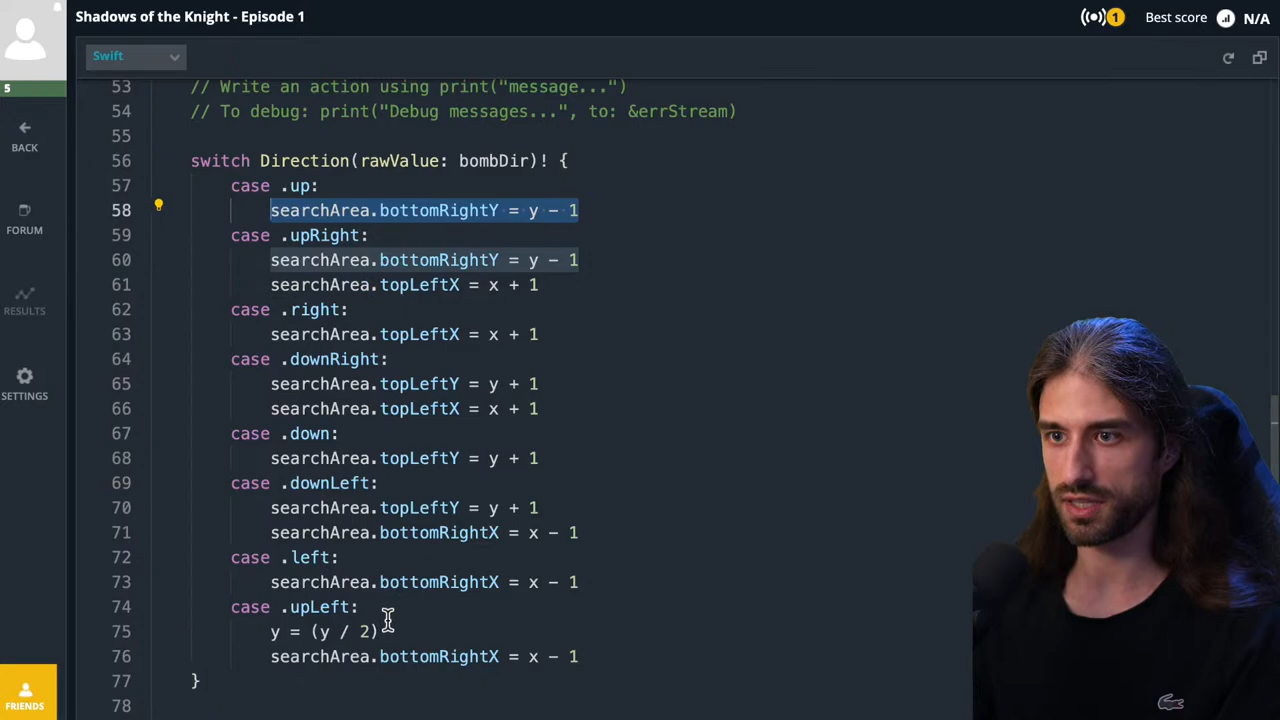 Shadows of the Knight - Episode 1
1
Best score
N/A
Swift
5
BACK
FORUM
RESULTS
SETTINGS
FRIENDS
53 // Write an action using print("message...")
54 // To debug: print("Debug messages...", to: &errStream)
55
56 switch Direction(rawValue: bombDir)! {
57 case .up:
58 searchArea.bottomRightY = y - 1
59 case .upRight:
60 searchArea.bottomRightY = y - 1
61 searchArea.topLeftX = x + 1
62 case .right:
63 searchArea.topLeftX = x + 1
64 case .downRight:
65 searchArea.topLeftY = y + 1
66 searchArea.topLeftX = x + 1
67 case .down:
68 searchArea.topLeftY = y + 1
69 case .downLeft:
70 searchArea.topLeftY = y + 1
71 searchArea.bottomRightX = x - 1
72 case .left:
73 searchArea.bottomRightX = x - 1
74 case .upLeft:
75 y = (y / 2)
76 searchArea.bottomRightX = x - 1
77 }
78